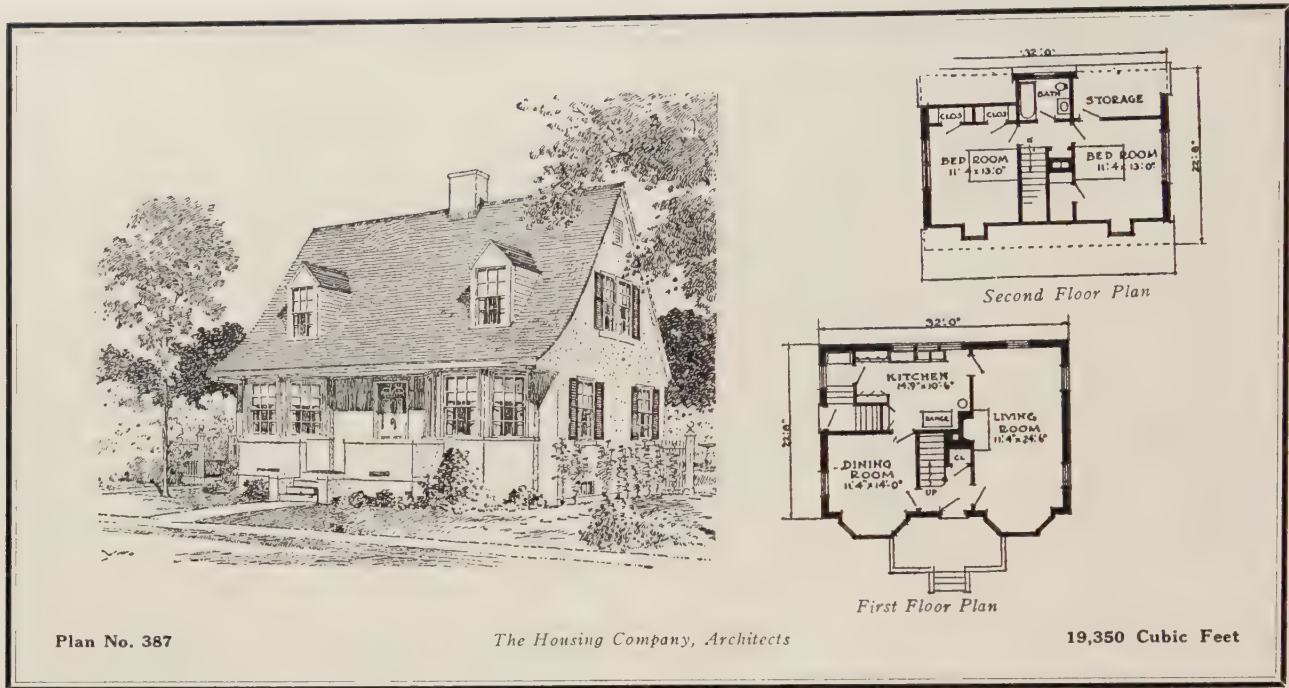 32'-0"
BATH
STORAGE
CLOS
CLOS
BED ROOM
11'-4"x13'-0"
BED ROOM
11'-4"x13'-0"
22'-8"
Second Floor Plan
32'-0"
KITCHEN
14'-9"x10'-6"
RANGE
LIVING
ROOM
11'-4"x24'-6"
22'-8"
CL.
DINING
ROOM
11'-4"x14'-0"
UP
First Floor Plan
Plan No. 387
The Housing Company, Architects
19,350 Cubic Feet